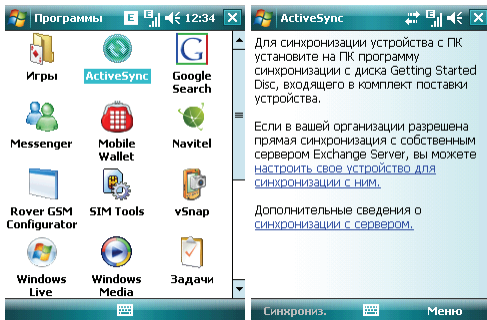 Программы E E 12:34
Игры ActiveSync Google Search
Messenger Mobile Wallet Navitel
Rover GSM Configurator SIM Tools vSnap
Windows Live Windows Media Задачи
ActiveSync E
Для синхронизации устройства с ПК
установите на ПК программу
синхронизации с диска Getting Started
Disc, входящего в комплект поставки
устройства.
Если в вашей организации разрешена
прямая синхронизация с собственным
сервером Exchange Server, вы можете
настроить свое устройство для
синхронизации с ним.
Дополнительные сведения о
синхронизации с сервером.
Синхрониз. Меню